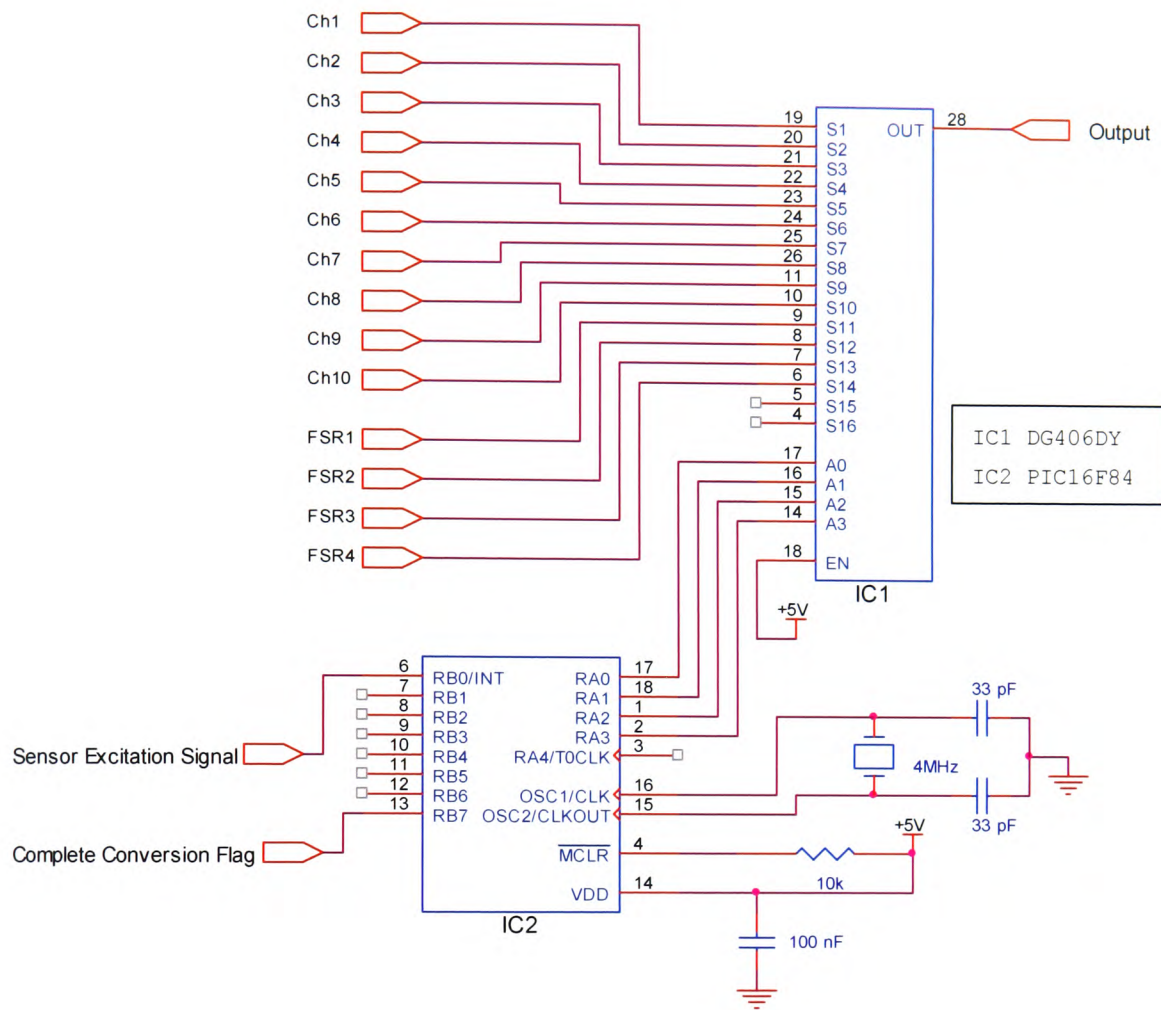 Ch1
Ch2
Ch3
Ch4
Ch5
Ch6
Ch7
Ch8
Ch9
Ch10
FSR1
FSR2
FSR3
FSR4
19 S1
20 S2
21 S3
22 S4
23 S5
24 S6
25 S7
26 S8
11 S9
10 S10
9 S11
8 S12
7 S13
6 S14
5 S15
4 S16
17 A0
16 A1
15 A2
14 A3
18 EN
OUT 28
Output
IC1
+5V
IC1 DG406DY
IC2 PIC16F84
Sensor Excitation Signal
Complete Conversion Flag
6 RB0/INT
7 RB1
8 RB2
9 RB3
10 RB4
11 RB5
12 RB6
13 RB7
RA0 17
RA1 18
RA2 1
RA3 2
RA4/T0CLK 3
OSC1/CLK 16
OSC2/CLKOUT 15
MCLR 4
VDD 14
IC2
33 pF
4MHz
33 pF
+5V
10k
100 nF